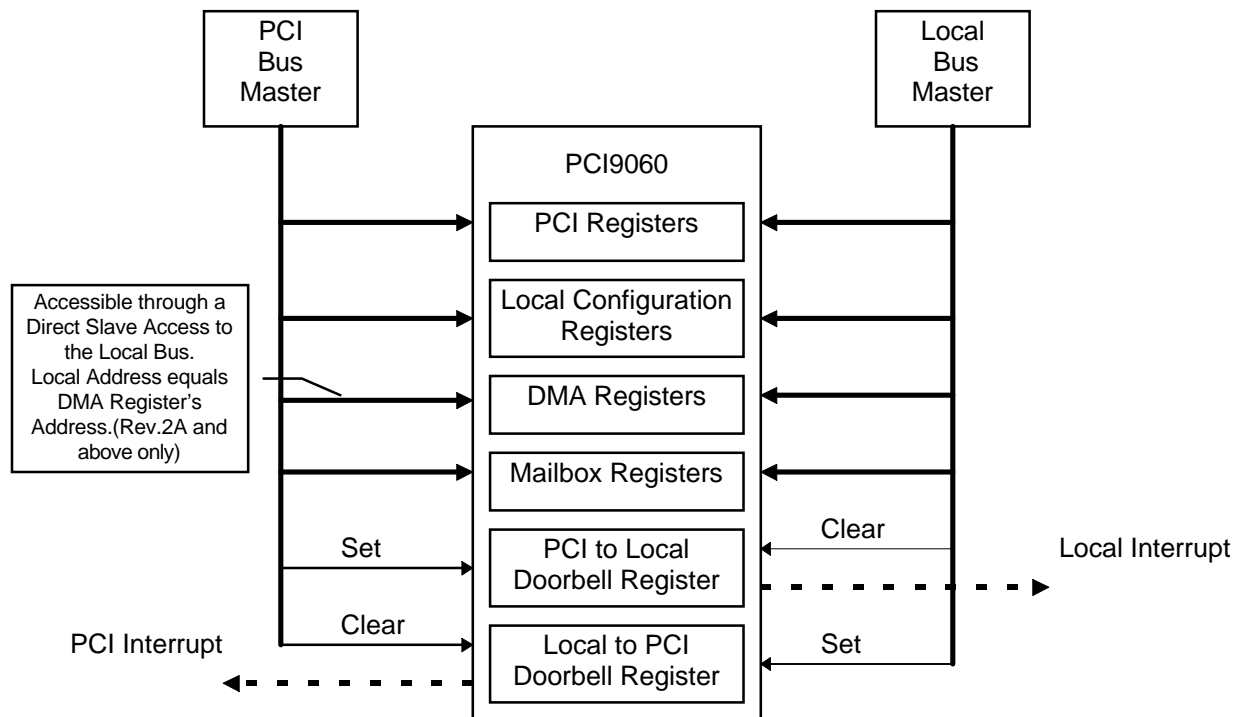 PCI
Bus
Master
Local
Bus
Master
PCI9060
PCI Registers
Local Configuration
Registers
Accessible through a
Direct Slave Access to
the Local Bus.
Local Address equals
DMA Register's
Address.(Rev.2A and
above only)
DMA Registers
Mailbox Registers
Set
PCI to Local
Doorbell Register
Clear
Local Interrupt
PCI Interrupt
Clear
Local to PCI
Doorbell Register
Set